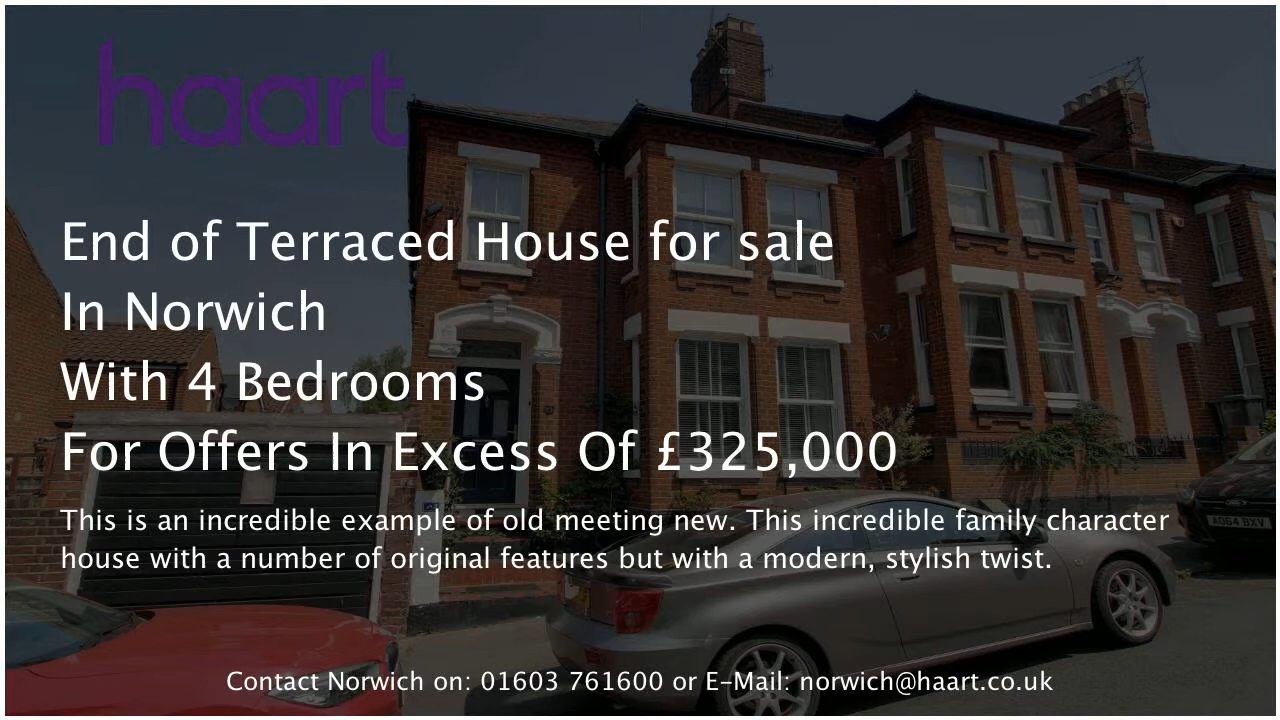 haart
End of Terraced House for sale
In Norwich
With 4 Bedrooms
For Offers In Excess Of £325,000
This is an incredible example of old meeting new. This incredible family character
house with a number of original features but with a modern, stylish twist.
AO64 BXV
Contact Norwich on: 01603 761600 or E-Mail: norwich@haart.co.uk